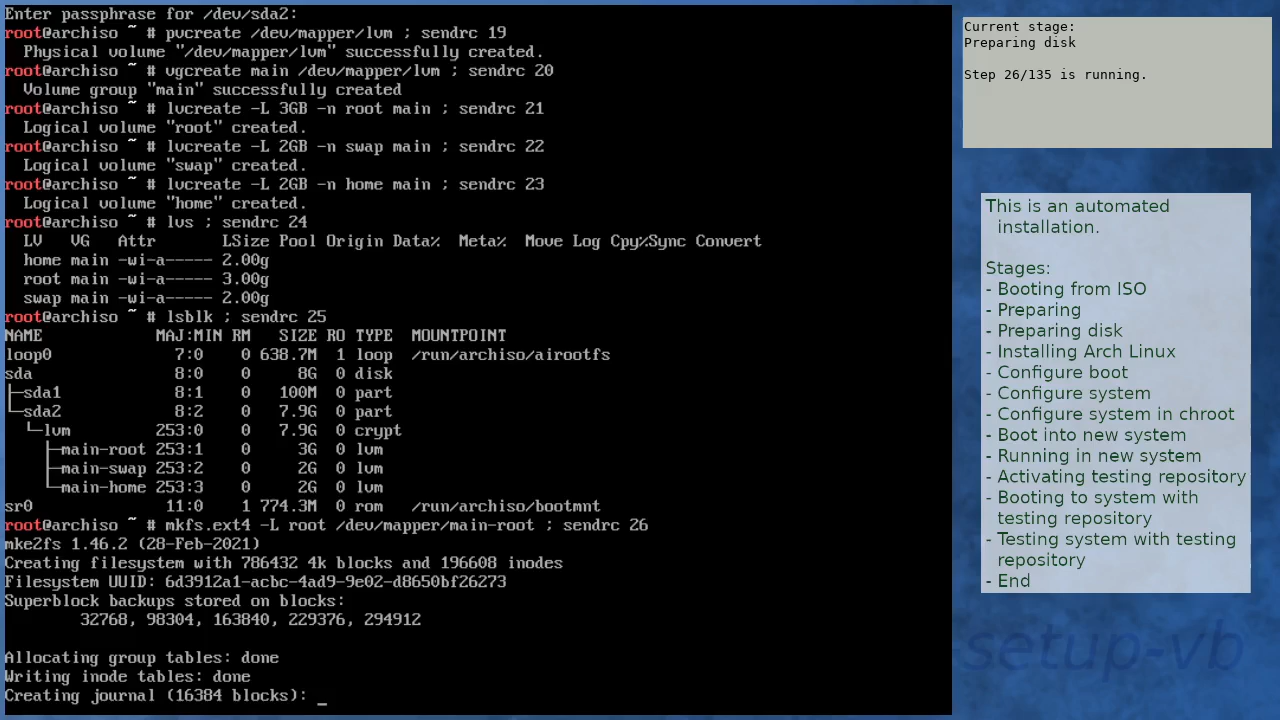 Enter passphrase for /dev/sda2:
root@archiso ~ # pvcreate /dev/mapper/lvm ; sendrc 19
  Physical volume "/dev/mapper/lvm" successfully created.
root@archiso ~ # vgcreate main /dev/mapper/lvm ; sendrc 20
  Volume group "main" successfully created
root@archiso ~ # lvcreate -L 3GB -n root main ; sendrc 21
  Logical volume "root" created.
root@archiso ~ # lvcreate -L 2GB -n swap main ; sendrc 22
  Logical volume "swap" created.
root@archiso ~ # lvcreate -L 2GB -n home main ; sendrc 23
  Logical volume "home" created.
root@archiso ~ # lvs ; sendrc 24
  LV   VG   Attr       LSize Pool Origin Data%  Meta%  Move Log Cpy%Sync Convert
  home main -wi-a----- 2.00g
  root main -wi-a----- 3.00g
  swap main -wi-a----- 2.00g
root@archiso ~ # lsblk ; sendrc 25
NAME            MAJ:MIN RM   SIZE RO TYPE  MOUNTPOINT
loop0             7:0    0 638.7M  1 loop  /run/archiso/airootfs
sda               8:0    0     8G  0 disk
├─sda1            8:1    0   100M  0 part
└─sda2            8:2    0   7.9G  0 part
  └─lvm         253:0    0   7.9G  0 crypt
    ├─main-root 253:1    0     3G  0 lvm
    ├─main-swap 253:2    0     2G  0 lvm
    └─main-home 253:3    0     2G  0 lvm
sr0              11:0    1 774.3M  0 rom   /run/archiso/bootmnt
root@archiso ~ # mkfs.ext4 -L root /dev/mapper/main-root ; sendrc 26
mke2fs 1.46.2 (28-Feb-2021)
Creating filesystem with 786432 4k blocks and 196608 inodes
Filesystem UUID: 6d3912a1-acbc-4ad9-9e02-d8650bf26273
Superblock backups stored on blocks:
        32768, 98304, 163840, 229376, 294912
Allocating group tables: done
Writing inode tables: done
Creating journal (16384 blocks): _
Current stage:
Preparing disk
Step 26/135 is running.
This is an automated
installation.
Stages:
- Booting from ISO
- Preparing
- Preparing disk
- Installing Arch Linux
- Configure boot
- Configure system
- Configure system in chroot
- Boot into new system
- Running in new system
- Activating testing repository
- Booting to system with
testing repository
- Testing system with testing
repository
- End
-setup-vb